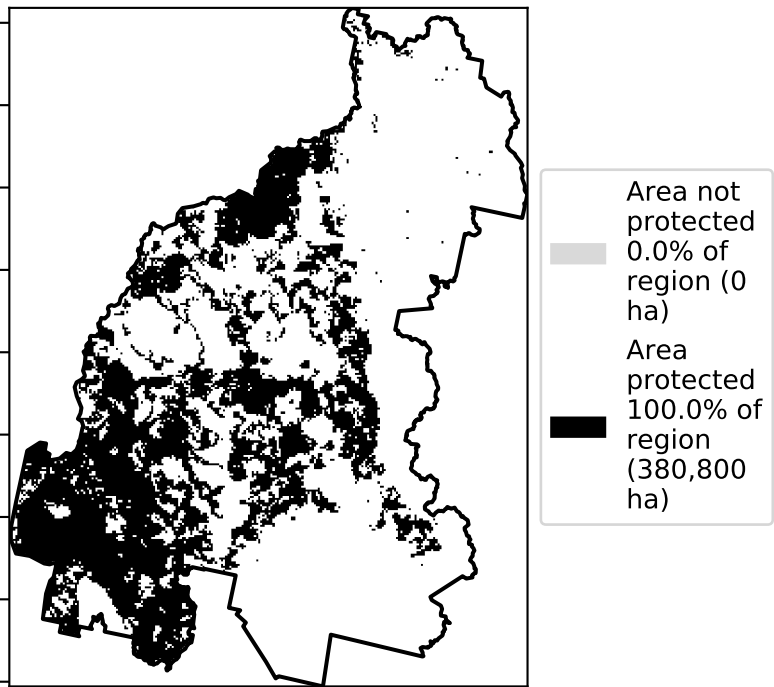 Area not
protected
0.0% of
region (0
ha)
Area
protected
100.0% of
region
(380,800
ha)